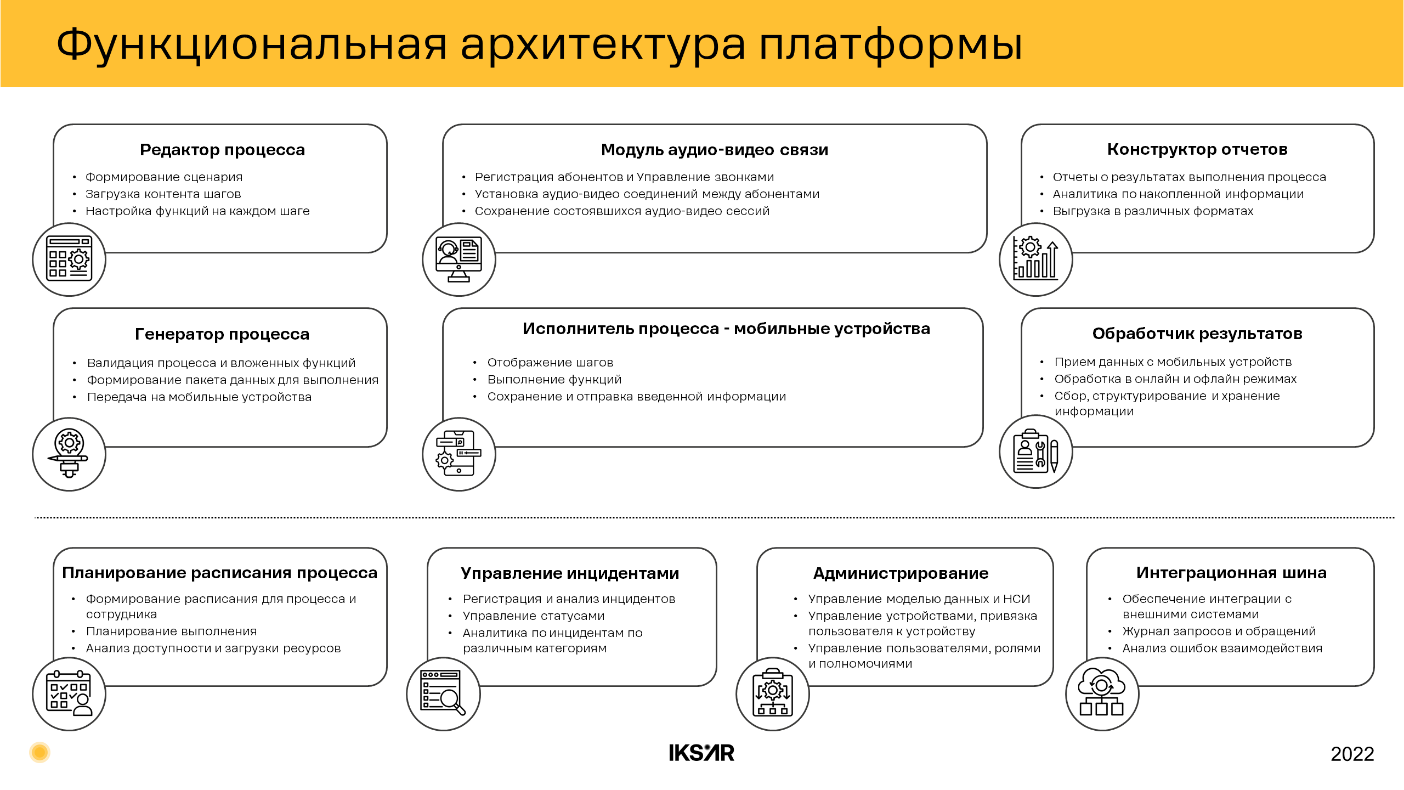 Функциональная архитектура платформы
Редактор процесса
• Формирование сценария
• Загрузка контента шагов
• Настройка функций на каждом шаге
Модуль аудио-видео связи
• Регистрация абонентов и Управление звонками
• Установка аудио-видео соединений между абонентами
• Сохранение состоявшихся аудио-видео сессий
Конструктор отчетов
• Отчеты о результатах выполнения процесса
• Аналитика по накопленной информации
• Выгрузка в различных форматах
Генератор процесса
• Валидация процесса и вложенных функций
• Формирование пакета данных для выполнения
• Передача на мобильные устройства
Исполнитель процесса - мобильные устройства
• Отображение шагов
• Выполнение функций
• Сохранение и отправка введенной информации
Обработчик результатов
• Прием данных с мобильных устройств
• Обработка в онлайн и офлайн режимах
• Сбор, структурирование и хранение
информации
Планирование расписания процесса
• Формирование расписания для процесса и
сотрудника
• Планирование выполнения
• Анализ доступности и загрузки ресурсов
Управление инцидентами
• Регистрация и анализ инцидентов
• Управление статусами
• Аналитика по инцидентам по
различным категориям
Администрирование
• Управление моделью данных и НСИ
• Управление устройствами, привязка
пользователя к устройству
• Управление пользователями, ролями
и полномочиями
Интеграционная шина
• Обеспечение интеграции с
внешними системами
• Журнал запросов и обращений
• Анализ ошибок взаимодействия
IKSAR
2022